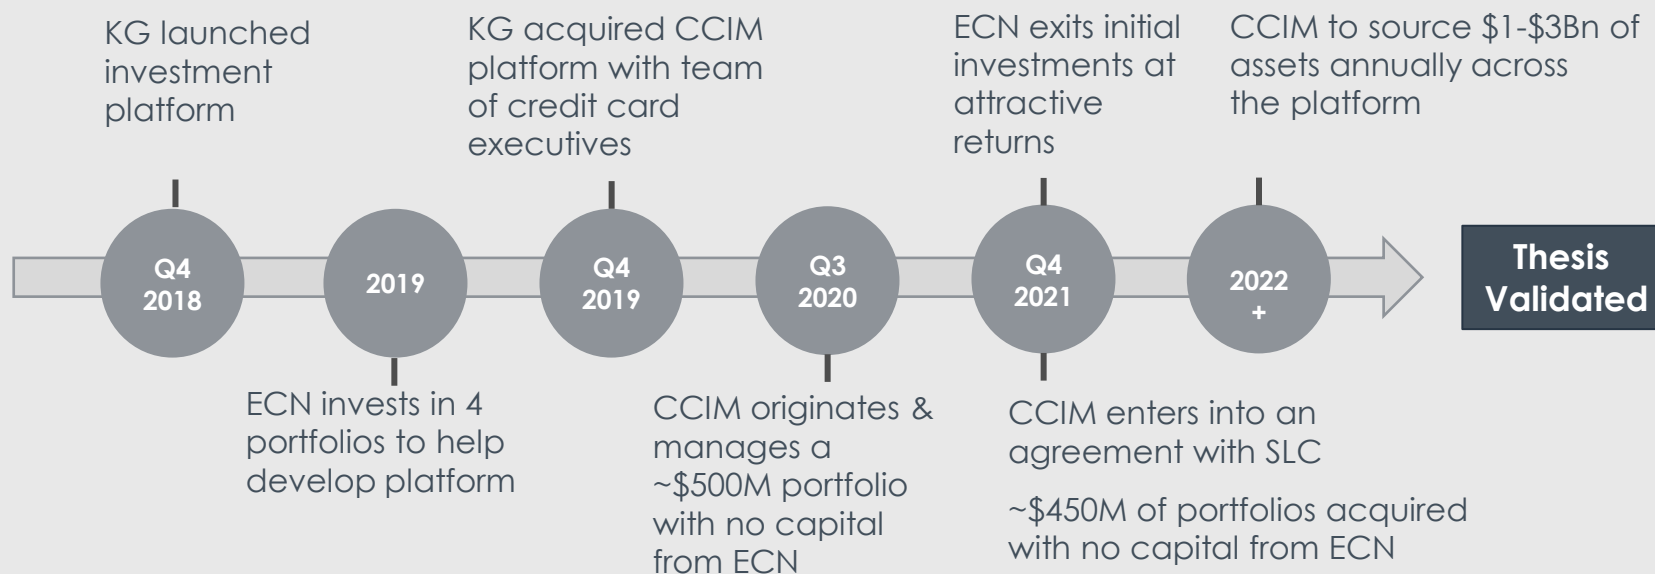 KG launched
investment
platform
KG acquired CCIM
platform with team
of credit card
executives
ECN exits initial
investments at
attractive
returns
CCIM to source $1-$3Bn of
assets annually across
the platform
Q4
2018
2019
Q4
2019
Q3
2020
Q4
2021
2022
+
Thesis
Validated
ECN invests in 4
portfolios to help
develop platform
CCIM originates &
manages a
~$500M portfolio
with no capital
from ECN
CCIM enters into an
agreement with SLC
~$450M of portfolios acquired
with no capital from ECN